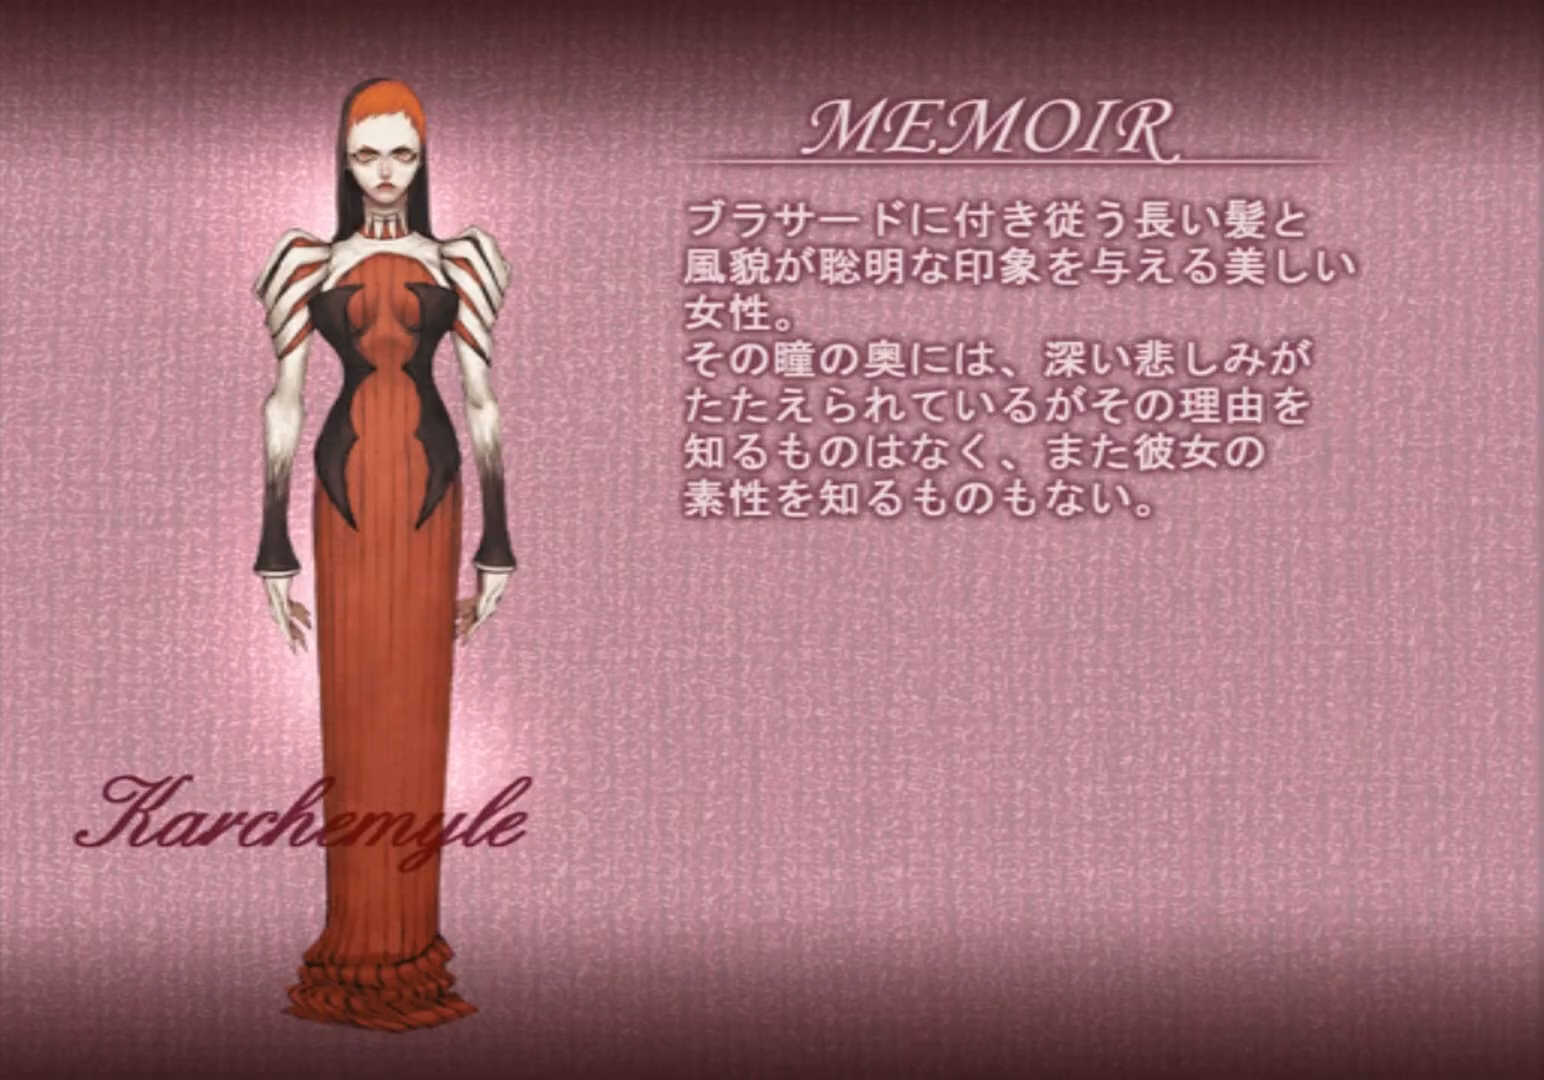 MEMOIR
ブラサードに付き従う長い髪と
風貌が聡明な印象を与える美しい
女性。
その瞳の奥には、深い悲しみが
たたえられているがその理由を
知るものはなく、また彼女の
素性を知るものもない。
Karchemyle